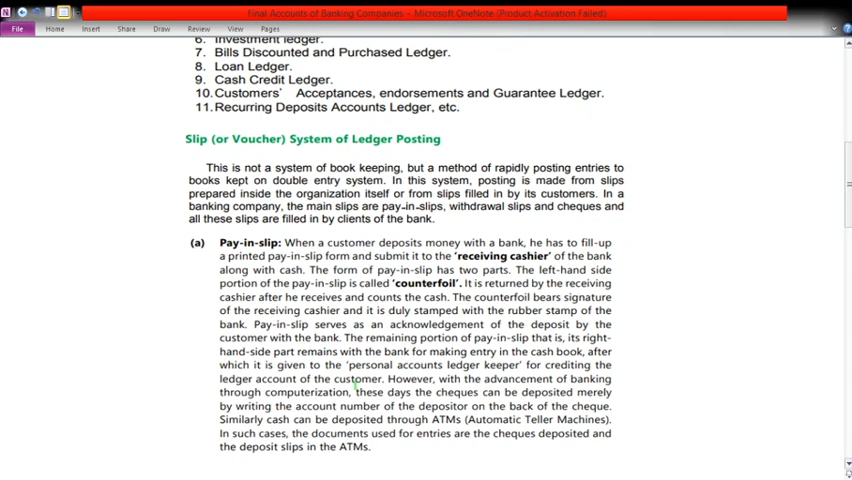 Final Accounts of Banking Companies - Microsoft OneNote (Product Activation Failed)
File Home Insert Share Draw Review View Pages
6. Investment ledger.
7. Bills Discounted and Purchased Ledger.
8. Loan Ledger.
9. Cash Credit Ledger.
10. Customers' Acceptances, endorsements and Guarantee Ledger.
11. Recurring Deposits Accounts Ledger, etc.
Slip (or Voucher) System of Ledger Posting
This is not a system of book keeping, but a method of rapidly posting entries to
books kept on double entry system. In this system, posting is made from slips
prepared inside the organization itself or from slips filled in by its customers. In a
banking company, the main slips are pay-in-slips, withdrawal slips and cheques and
all these slips are filled in by clients of the bank.
(a) Pay-in-slip: When a customer deposits money with a bank, he has to fill-up
a printed pay-in-slip form and submit it to the 'receiving cashier' of the bank
along with cash. The form of pay-in-slip has two parts. The left-hand side
portion of the pay-in-slip is called 'counterfoil'. It is returned by the receiving
cashier after he receives and counts the cash. The counterfoil bears signature
of the receiving cashier and it is duly stamped with the rubber stamp of the
bank. Pay-in-slip serves as an acknowledgement of the deposit by the
customer with the bank. The remaining portion of pay-in-slip that is, its right-
hand-side part remains with the bank for making entry in the cash book, after
which it is given to the 'personal accounts ledger keeper' for crediting the
ledger account of the customer. However, with the advancement of banking
through computerization, these days the cheques can be deposited merely
by writing the account number of the depositor on the back of the cheque.
Similarly cash can be deposited through ATMs (Automatic Teller Machines).
In such cases, the documents used for entries are the cheques deposited and
the deposit slips in the ATMs.